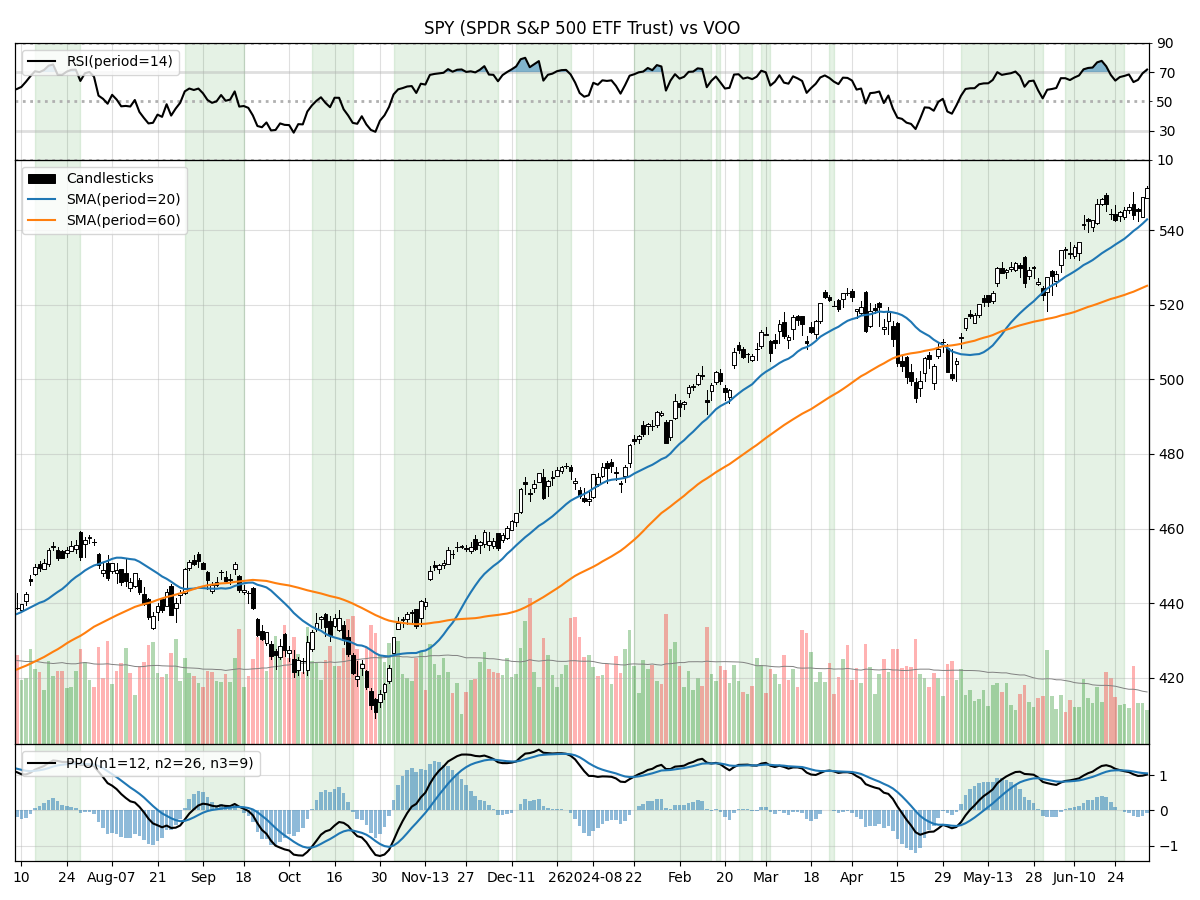 SPY (SPDR S&P 500 ETF Trust) vs VOO
RSI(period=14)
90
70
50
30
10
Candlesticks
SMA(period=20)
SMA(period=60)
540
520
500
480
460
440
420
PPO(n1=12, n2=26, n3=9)
1
0
−1
10 24 Aug-07 21 Sep 18 Oct 16 30 Nov-13 27 Dec-11 26 2024-08 22 Feb 20 Mar 18 Apr 15 29 May-13 28 Jun-10 24